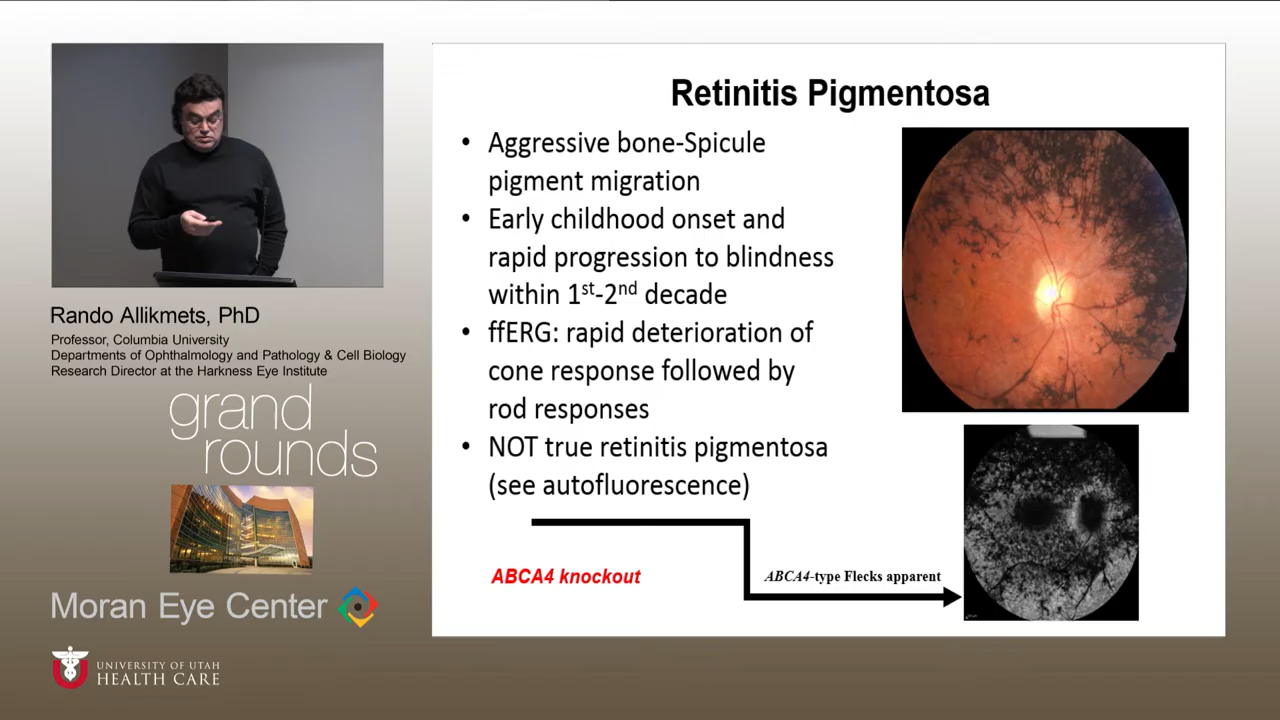 Retinitis Pigmentosa
• Aggressive bone-Spicule
pigment migration
• Early childhood onset and
rapid progression to blindness
within 1st-2nd decade
• ffERG: rapid deterioration of
cone response followed by
rod responses
• NOT true retinitis pigmentosa
(see autofluorescence)
ABCA4 knockout
ABCA4-type Flecks apparent
Rando Allikmets, PhD
Professor, Columbia University
Departments of Ophthalmology and Pathology & Cell Biology
Research Director at the Harkness Eye Institute
grand
rounds
Moran Eye Center
UNIVERSITY OF UTAH
HEALTH CARE